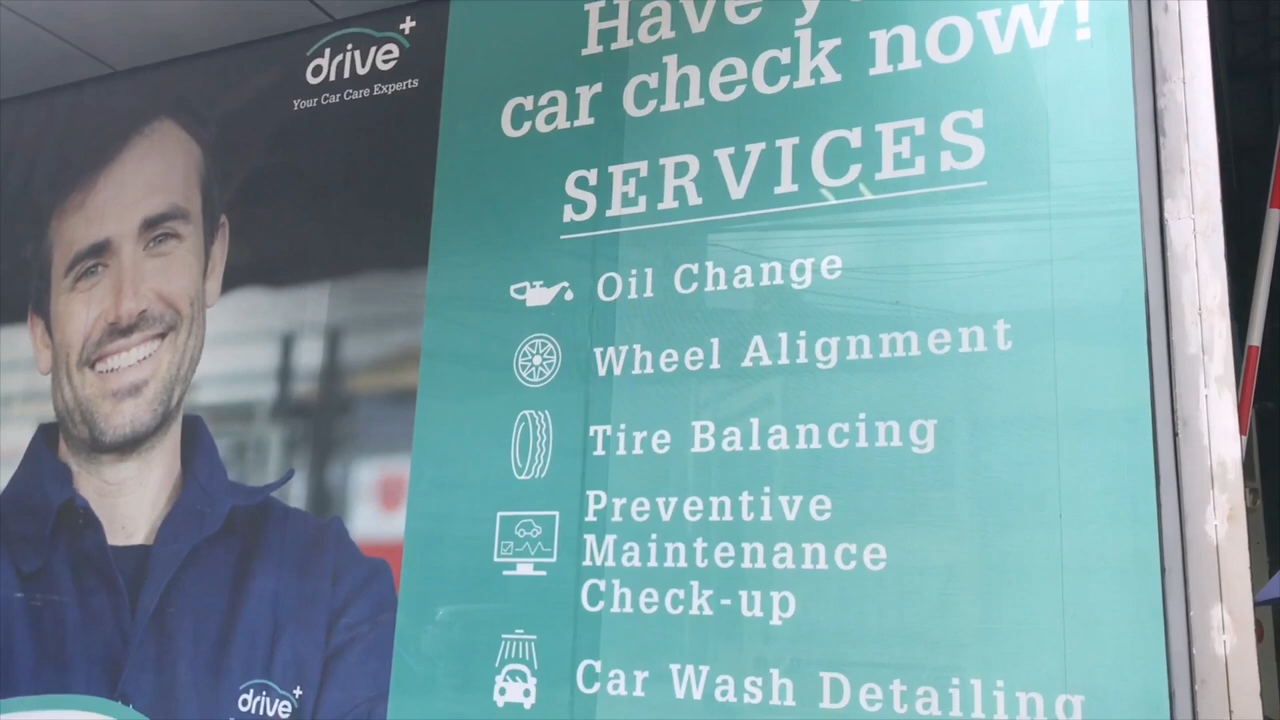 drive+
Your Car Care Experts
Have
car check now!
SERVICES
Oil Change
Wheel Alignment
Tire Balancing
Preventive
Maintenance
Check-up
Car Wash Detailing
drive+